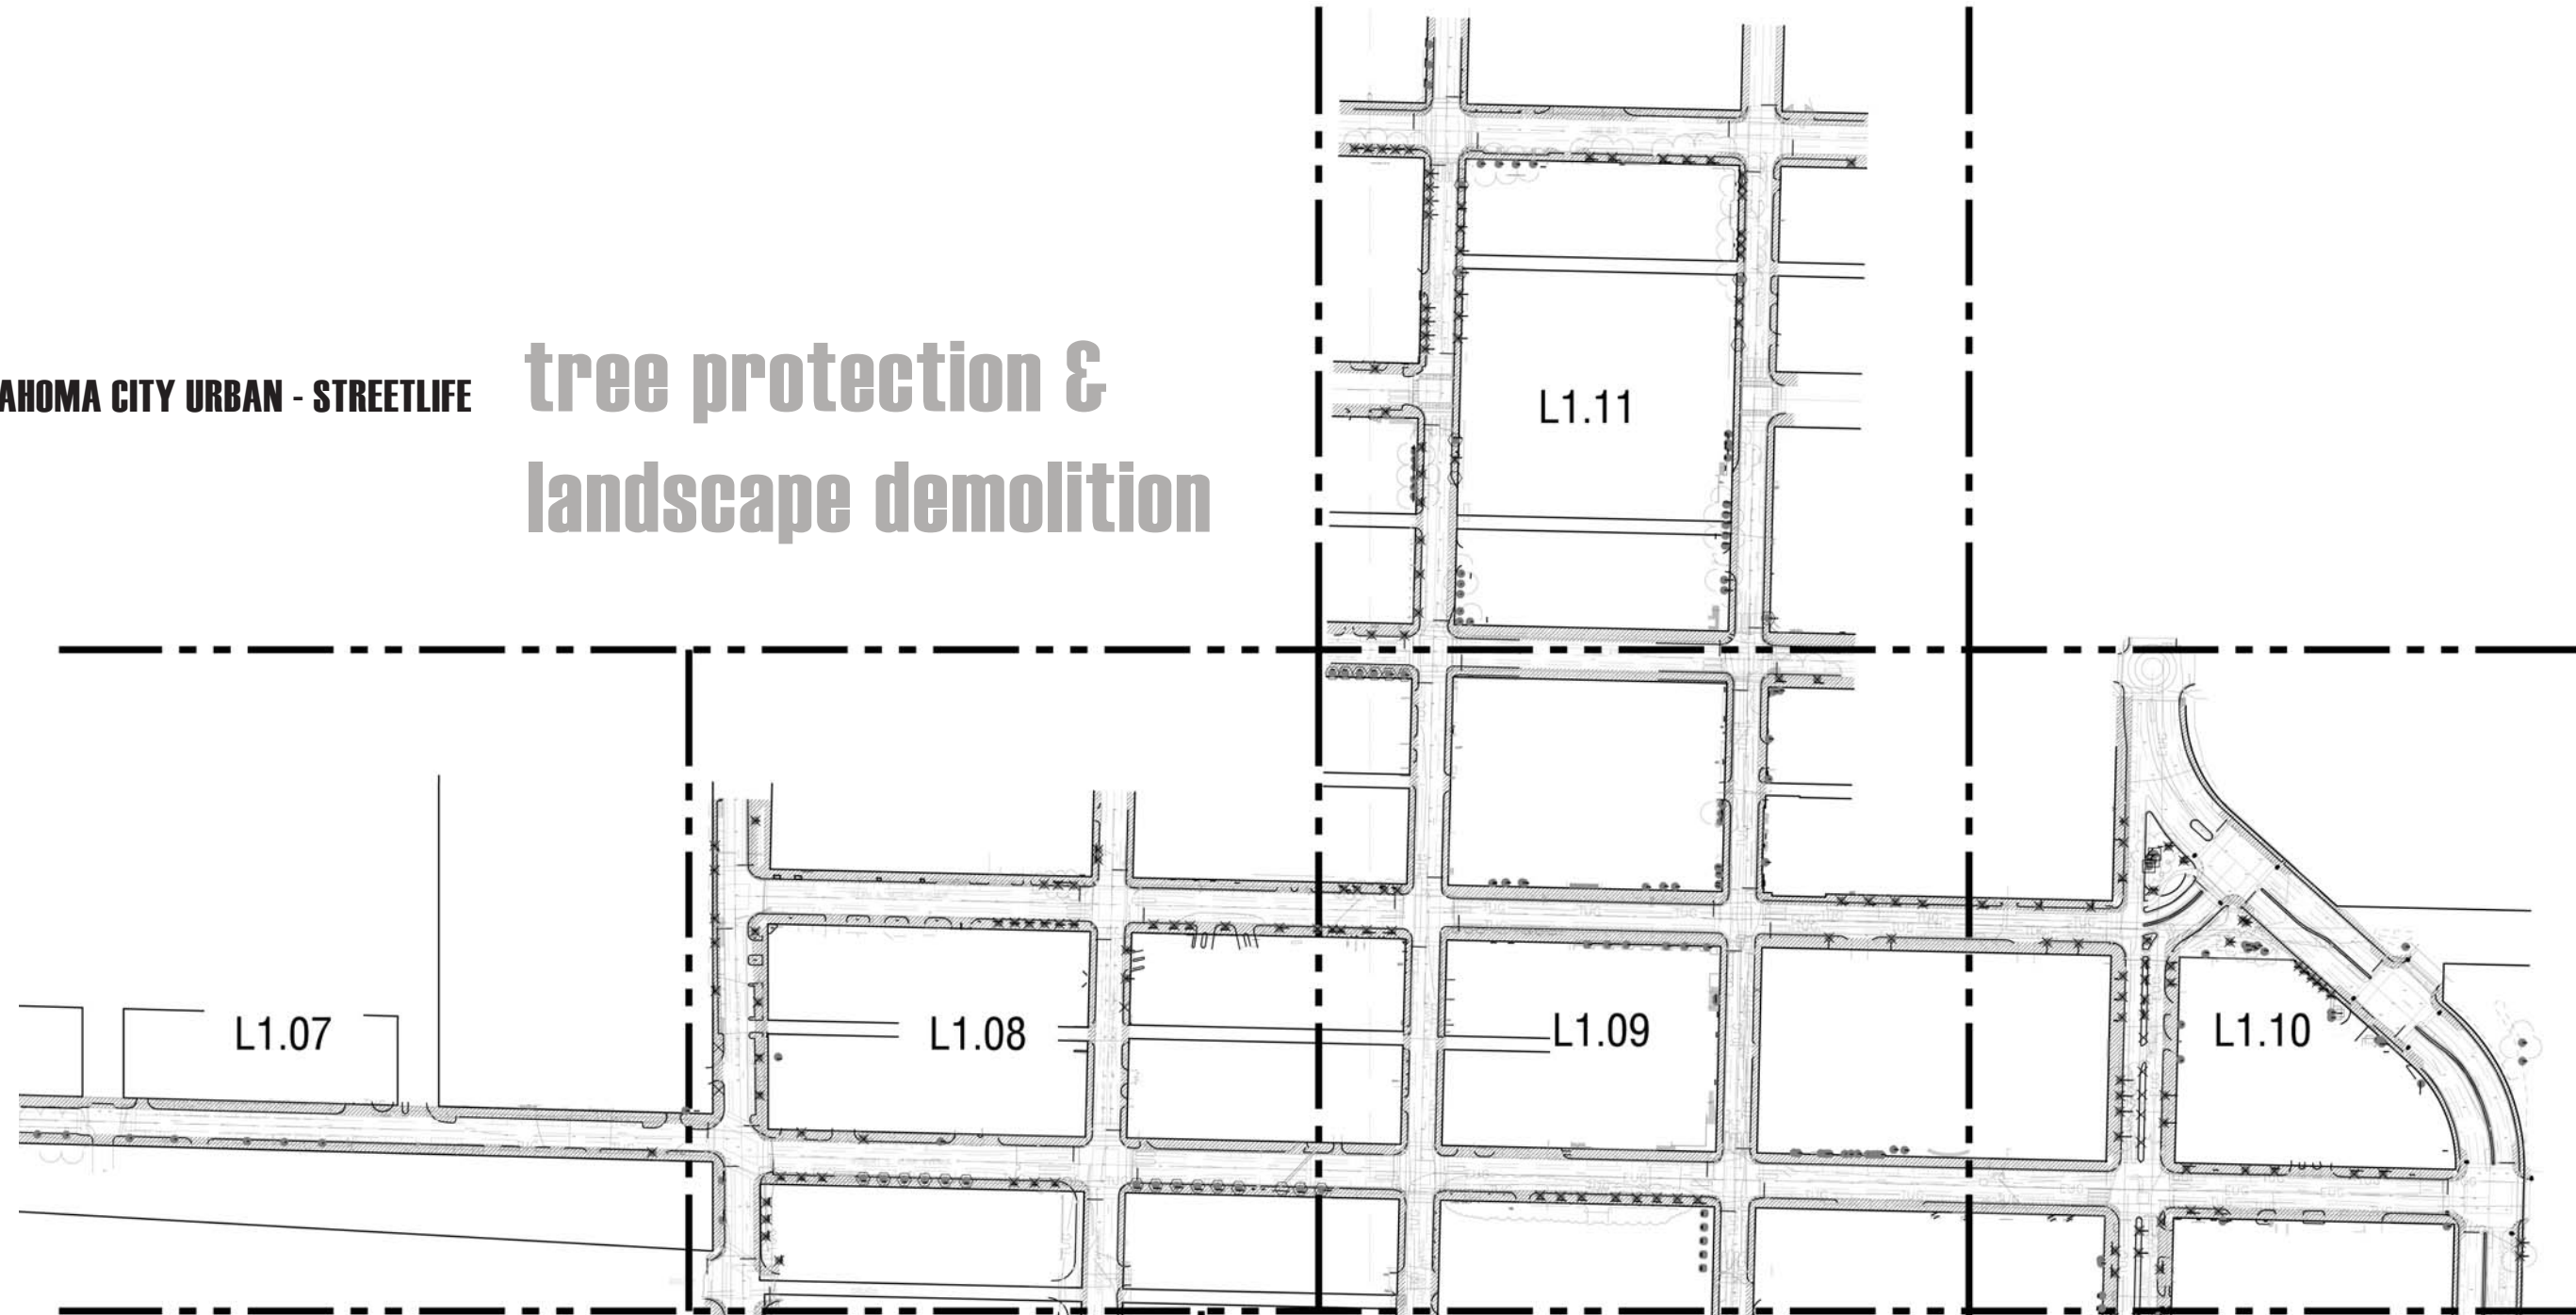 AHOMA CITY URBAN - STREETLIFE
tree protection &
landscape demolition
L1.11
L1.07
L1.08
L1.09
L1.10